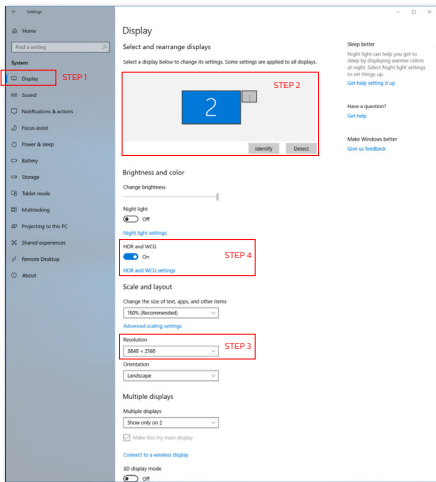 Settings
Home
Find a setting
System
Display
STEP 1
Sound
Notifications & actions
Focus assist
Power & sleep
Battery
Storage
Tablet mode
Multitasking
Projecting to this PC
Shared experiences
Remote Desktop
About
Display
Select and rearrange displays
Select a display below to change its settings. Some settings are applied to all displays.
STEP 2
2
1
Identify
Detect
Brightness and color
Change brightness
Night light
Off
Night light settings
HDR and WCG
On
STEP 4
HDR and WCG settings
Scale and layout
Change the size of text, apps, and other items
150% (Recommended)
Advanced scaling settings
Resolution
3840 × 2160
STEP 3
Orientation
Landscape
Multiple displays
Multiple displays
Show only on 2
Make this my main display
Connect to a wireless display
3D display mode
Off
Sleep better
Night light can help you get to
sleep by displaying warmer colors
at night. Select Night light settings
to set things up.
Get help setting it up
Have a question?
Get help
Make Windows better
Give us feedback